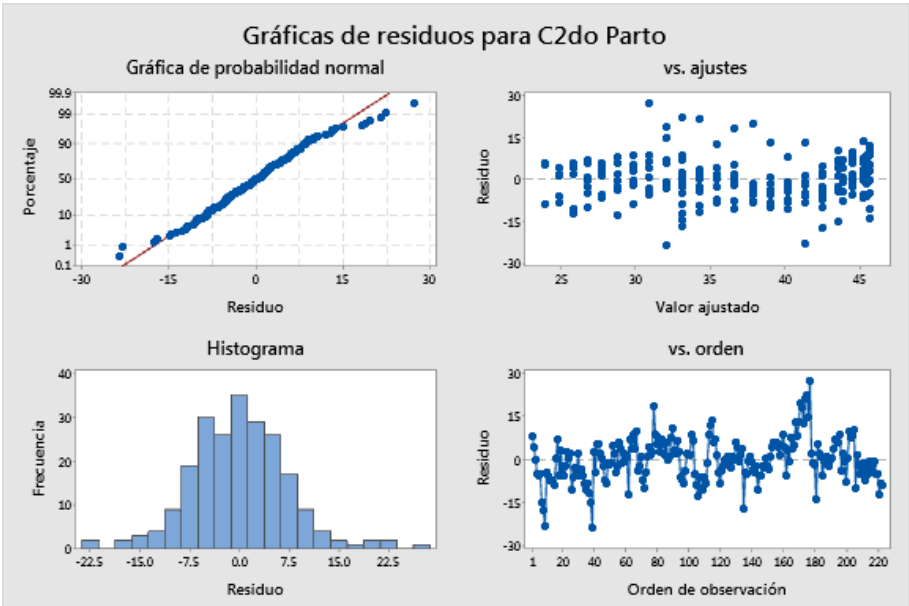 Gráficas de residuos para C2do Parto
Gráfica de probabilidad normal
99.9
99
90
50
10
1
0.1
Porcentaje
-30 -15 0 15 30
Residuo
vs. ajustes
30
15
0
-15
-30
Residuo
25 30 35 40 45
Valor ajustado
Histograma
40
30
20
10
0
Frecuencia
-22.5 -15.0 -7.5 0.0 7.5 15.0 22.5
Residuo
vs. orden
30
15
0
-15
-30
Residuo
1 20 40 60 80 100 120 140 160 180 200 220
Orden de observación